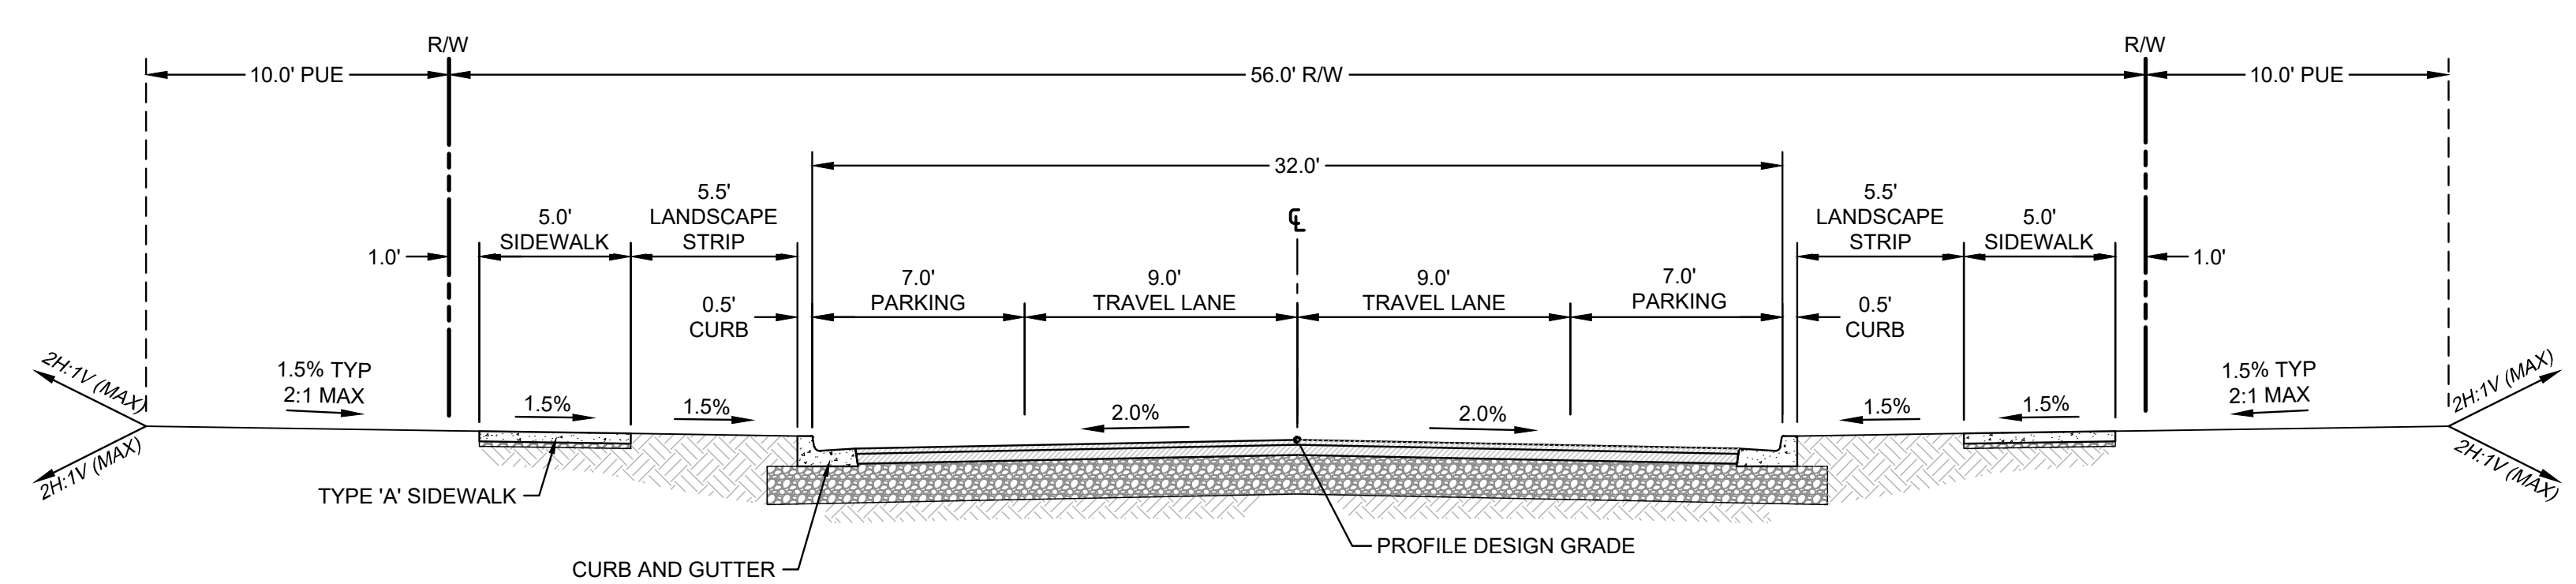 R/W
R/W
10.0' PUE
56.0' R/W
10.0' PUE
32.0'
5.5'
LANDSCAPE
STRIP
5.0'
SIDEWALK
1.0'
5.5'
LANDSCAPE
STRIP
5.0'
SIDEWALK
1.0'
℄
7.0'
PARKING
9.0'
TRAVEL LANE
9.0'
TRAVEL LANE
7.0'
PARKING
0.5'
CURB
0.5'
CURB
2H:1V (MAX)
2H:1V (MAX)
1.5% TYP
2:1 MAX
1.5%
1.5%
2.0%
2.0%
1.5%
1.5%
1.5% TYP
2:1 MAX
2H:1V (MAX)
2H:1V (MAX)
TYPE 'A' SIDEWALK
CURB AND GUTTER
PROFILE DESIGN GRADE